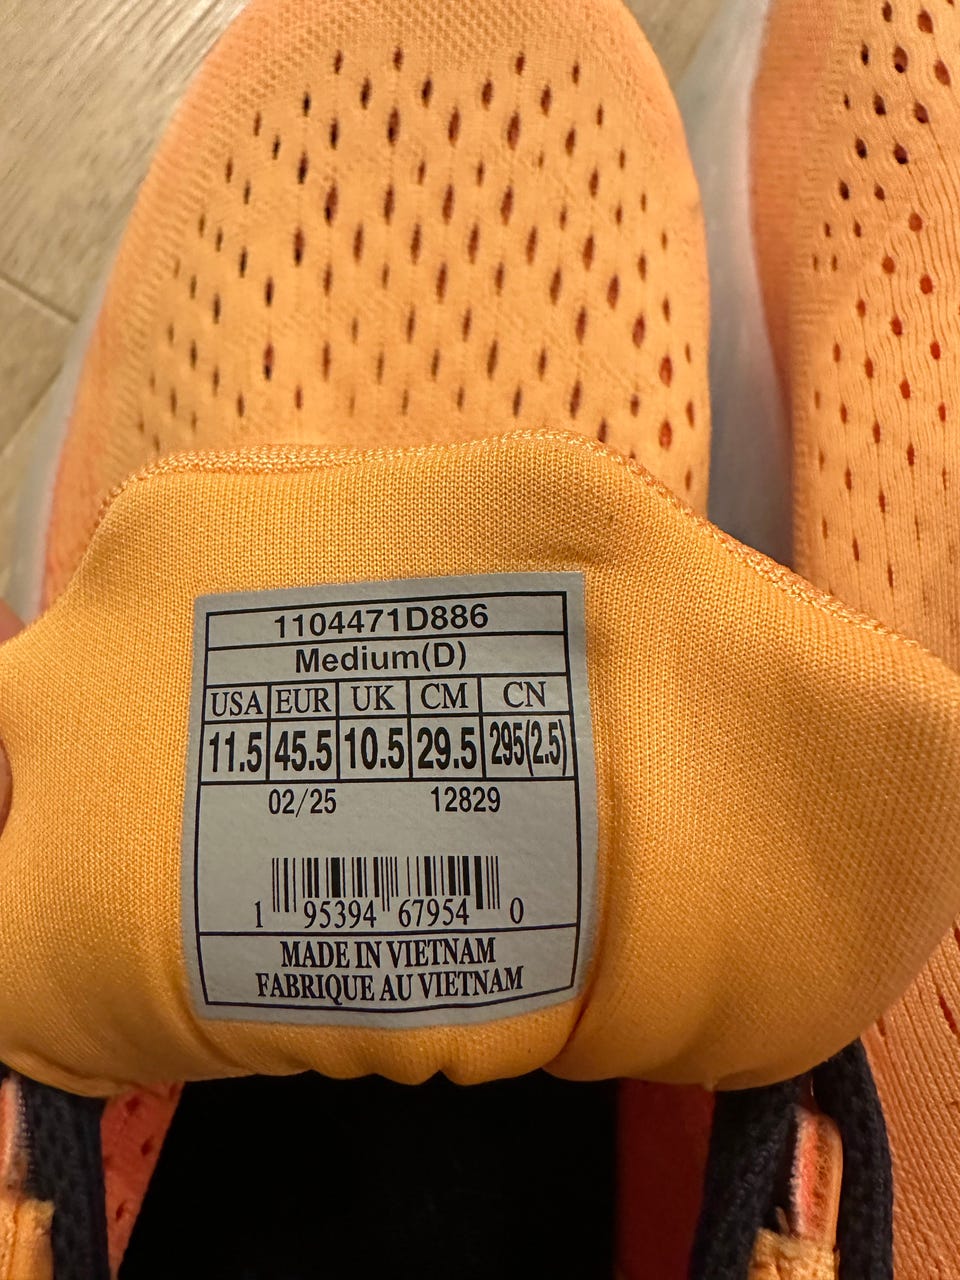 1104471D886
Medium(D)
USA EUR UK CM CN
11.5 45.5 10.5 29.5 295(2.5)
02/25 12829
1 95394 67954 0
MADE IN VIETNAM
FABRIQUE AU VIETNAM